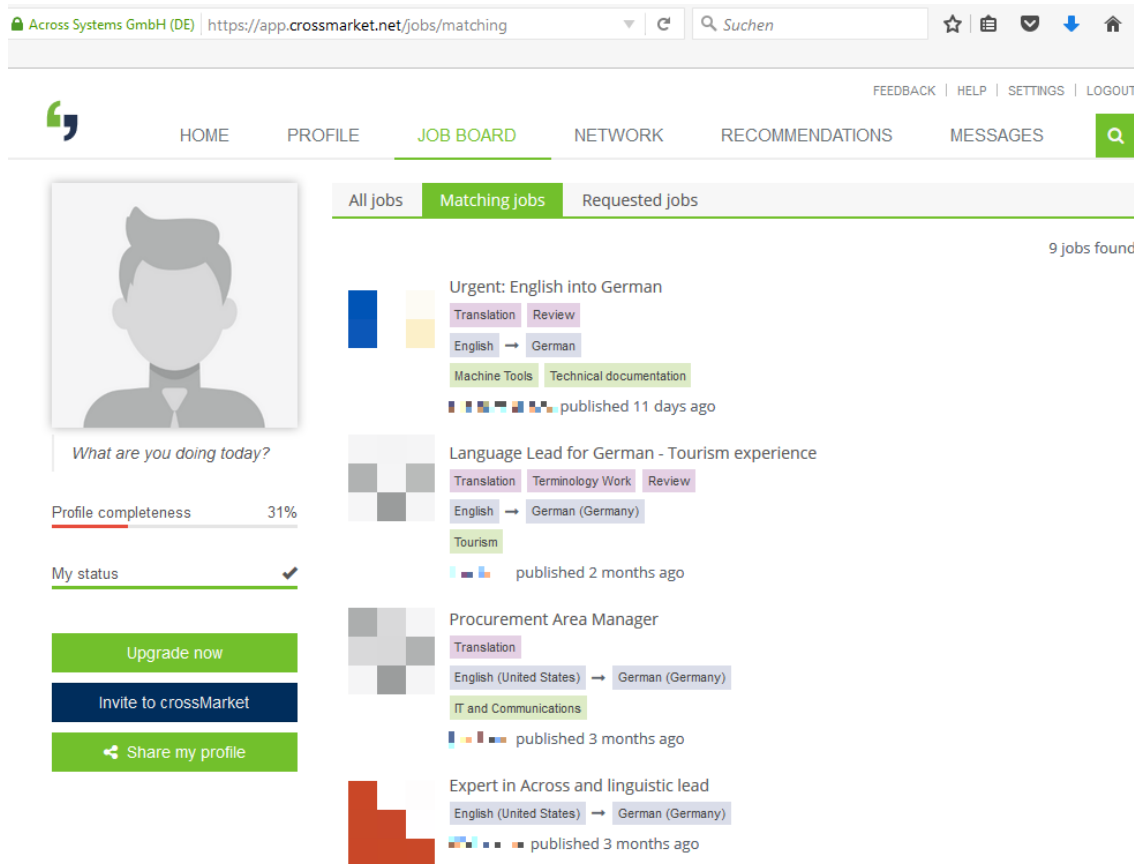 Across Systems GmbH (DE) https://app.crossmarket.net/jobs/matching Suchen
FEEDBACK | HELP | SETTINGS | LOGOUT
HOME PROFILE JOB BOARD NETWORK RECOMMENDATIONS MESSAGES
All jobs Matching jobs Requested jobs
9 jobs found
Urgent: English into German
Translation Review
English → German
Machine Tools Technical documentation
published 11 days ago
What are you doing today?
Profile completeness 31%
My status
Upgrade now
Invite to crossMarket
Share my profile
Language Lead for German - Tourism experience
Translation Terminology Work Review
English → German (Germany)
Tourism
published 2 months ago
Procurement Area Manager
Translation
English (United States) → German (Germany)
IT and Communications
published 3 months ago
Expert in Across and linguistic lead
English (United States) → German (Germany)
published 3 months ago